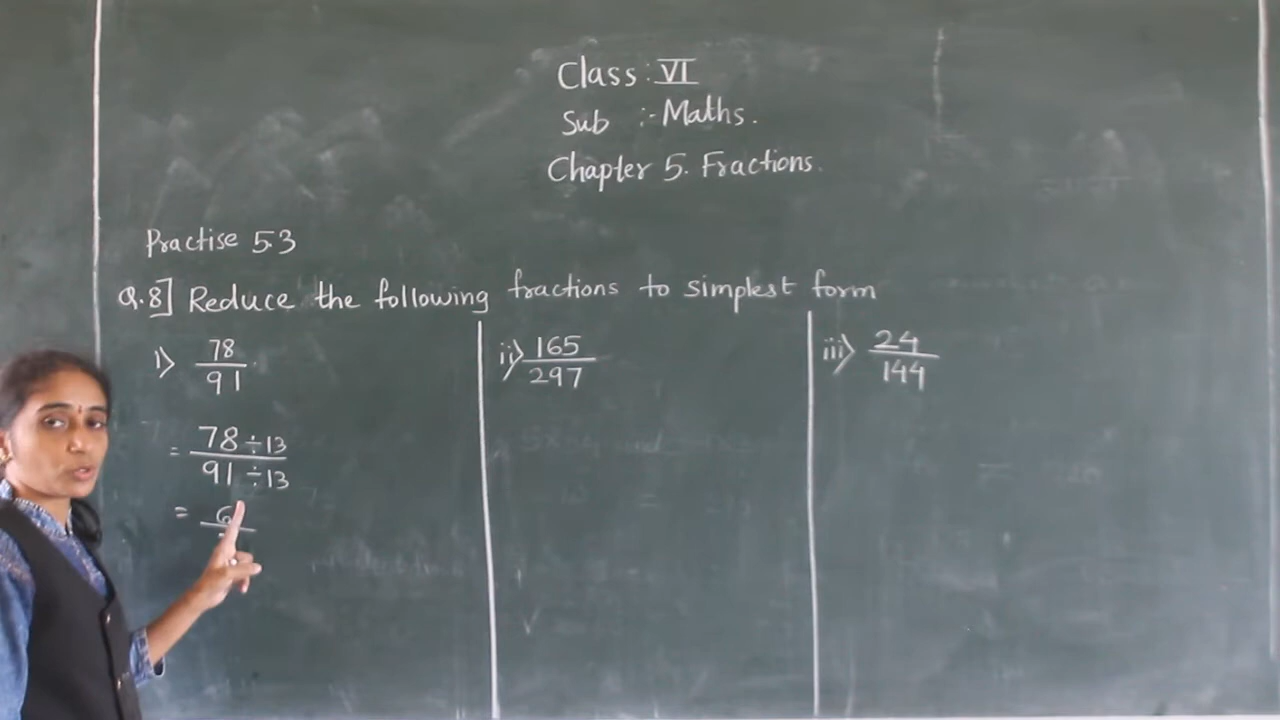 Class : VI
Sub :- Maths.
Chapter 5. Fractions.
Practise 5.3
Q.8] Reduce the following fractions to simplest form
i) 78/91
= 78÷13/91÷13
= 6/
ii) 165/297
iii) 24/144